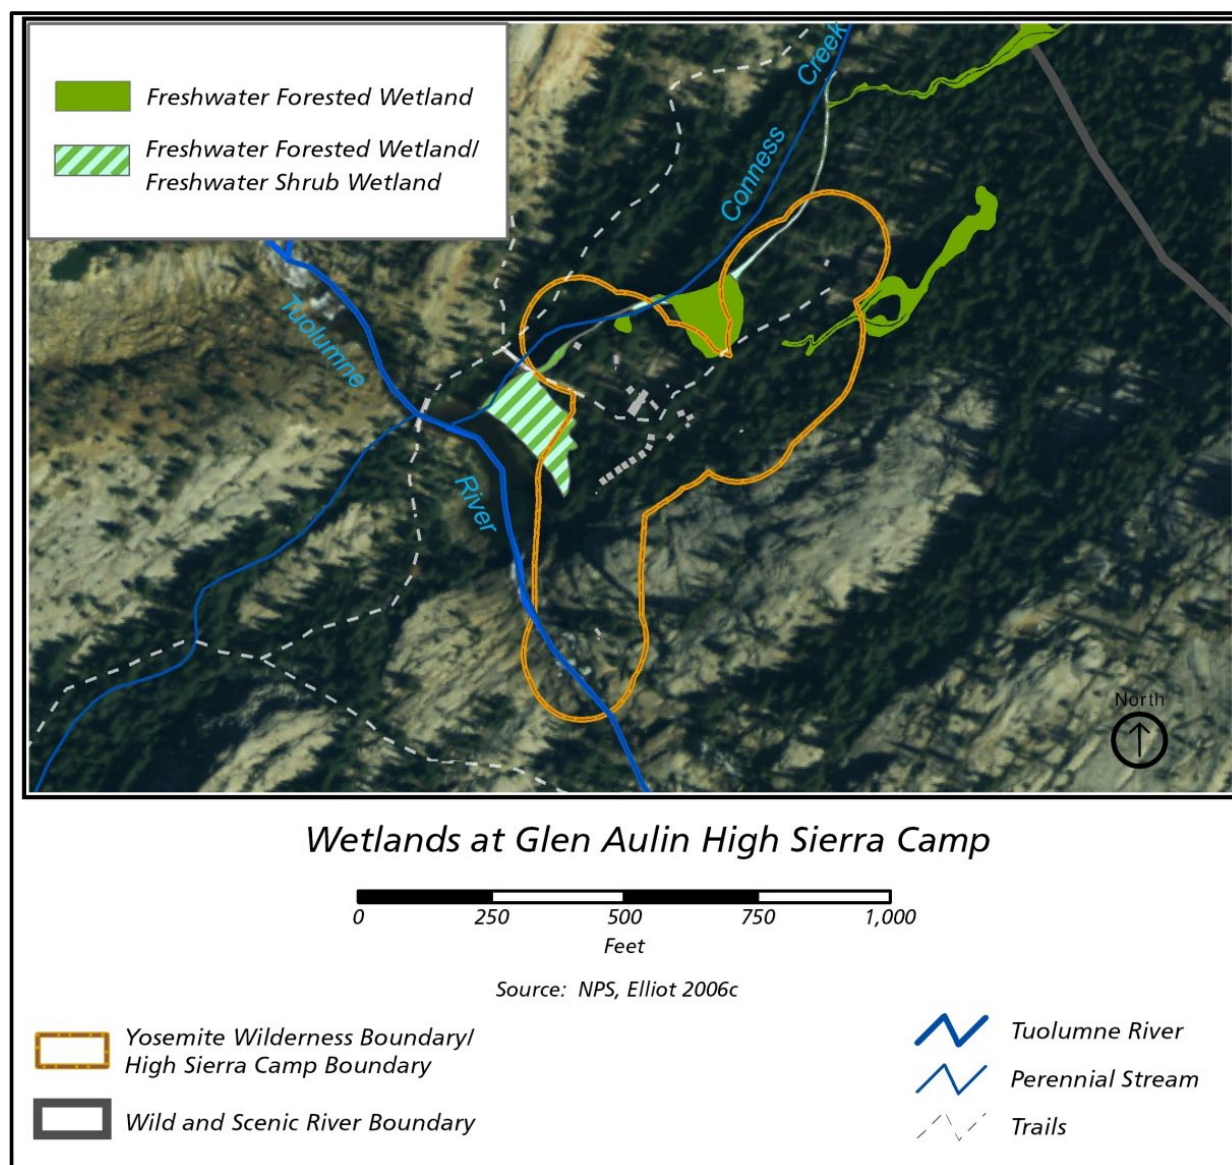 Freshwater Forested Wetland
Freshwater Forested Wetland/
Freshwater Shrub Wetland
Conness Creek
Tuolumne
River
North
Wetlands at Glen Aulin High Sierra Camp
0 250 500 750 1,000
Feet
Source: NPS, Elliot 2006c
Yosemite Wilderness Boundary/
High Sierra Camp Boundary
Wild and Scenic River Boundary
Tuolumne River
Perennial Stream
Trails